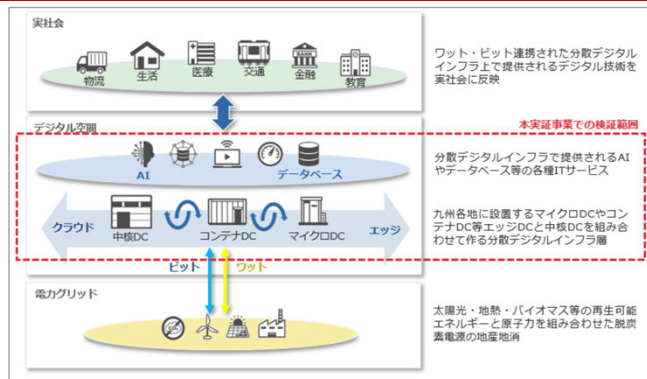 実社会
物流
生活
医療
交通
BANK
金融
教育
ワット・ビット連携された分散デジタル
インフラ上で提供されるデジタル技術を
実社会に反映
デジタル空間
本実証事業での検証範囲
AI
データベース
分散デジタルインフラで提供されるAI
やデータベース等の各種ITサービス
クラウド
中核DC
コンテナDC
マイクロDC
エッジ
九州各地に設置するマイクロDCやコン
テナDC等エッジDCと中核DCを組み合
わせて作る分散デジタルインフラ層
ビット
ワット
電力グリッド
太陽光・地熱・バイオマス等の再生可能
エネルギーと原子力を組み合わせた脱炭
素電源の地産地消